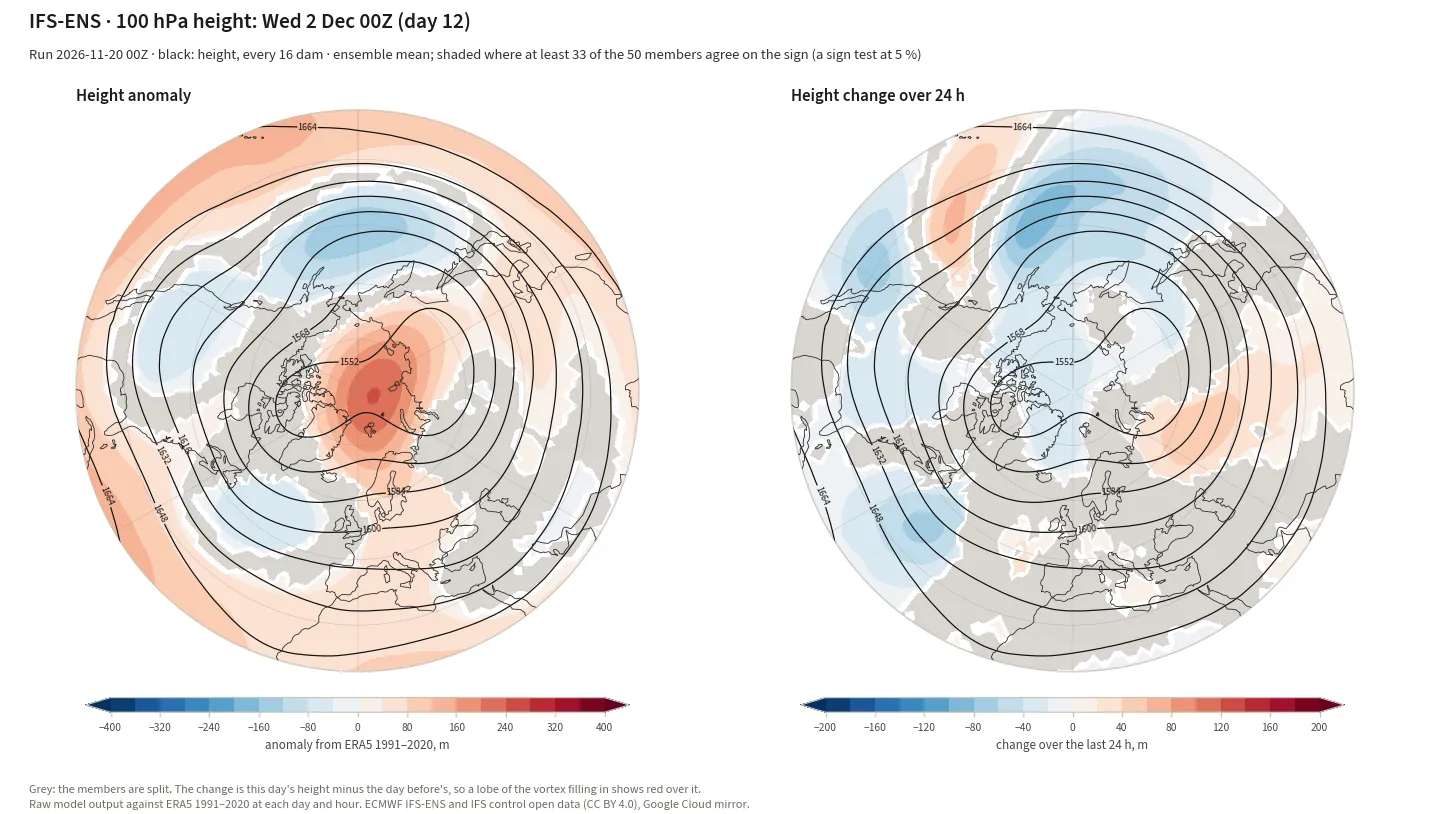 IFS-ENS · 100 hPa height: Wed 2 Dec 00Z (day 12)
Run 2026-11-20 00Z · black: height, every 16 dam · ensemble mean; shaded where at least 33 of the 50 members agree on the sign (a sign test at 5 %)
Height anomaly
Height change over 24 h
1664
1568
1552
1616
1632
1664
1648
1584
1600
1664
1568
1552
1616
1632
1664
1648
1584
1600
−400 −320 −240 −160 −80 0 80 160 240 320 400
anomaly from ERA5 1991–2020, m
−200 −160 −120 −80 −40 0 40 80 120 160 200
change over the last 24 h, m
Grey: the members are split. The change is this day's height minus the day before's, so a lobe of the vortex filling in shows red over it.
Raw model output against ERA5 1991–2020 at each day and hour. ECMWF IFS-ENS and IFS control open data (CC BY 4.0), Google Cloud mirror.